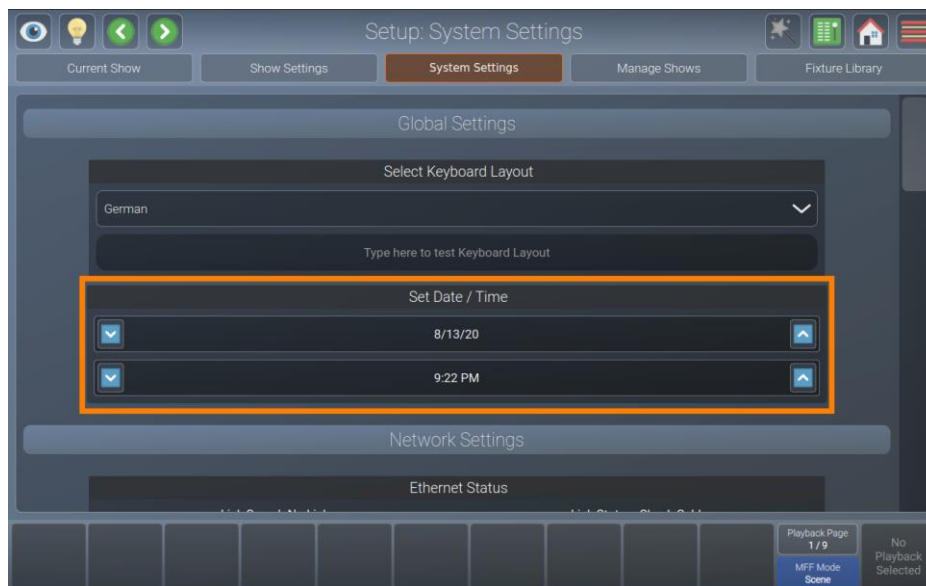 Setup: System Settings
Current Show
Show Settings
System Settings
Manage Shows
Fixture Library
Global Settings
Select Keyboard Layout
German
Type here to test Keyboard Layout
Set Date / Time
8/13/20
9:22 PM
Network Settings
Ethernet Status
Playback Page
1 / 9
MFF Mode
Scene
No
Playback
Selected